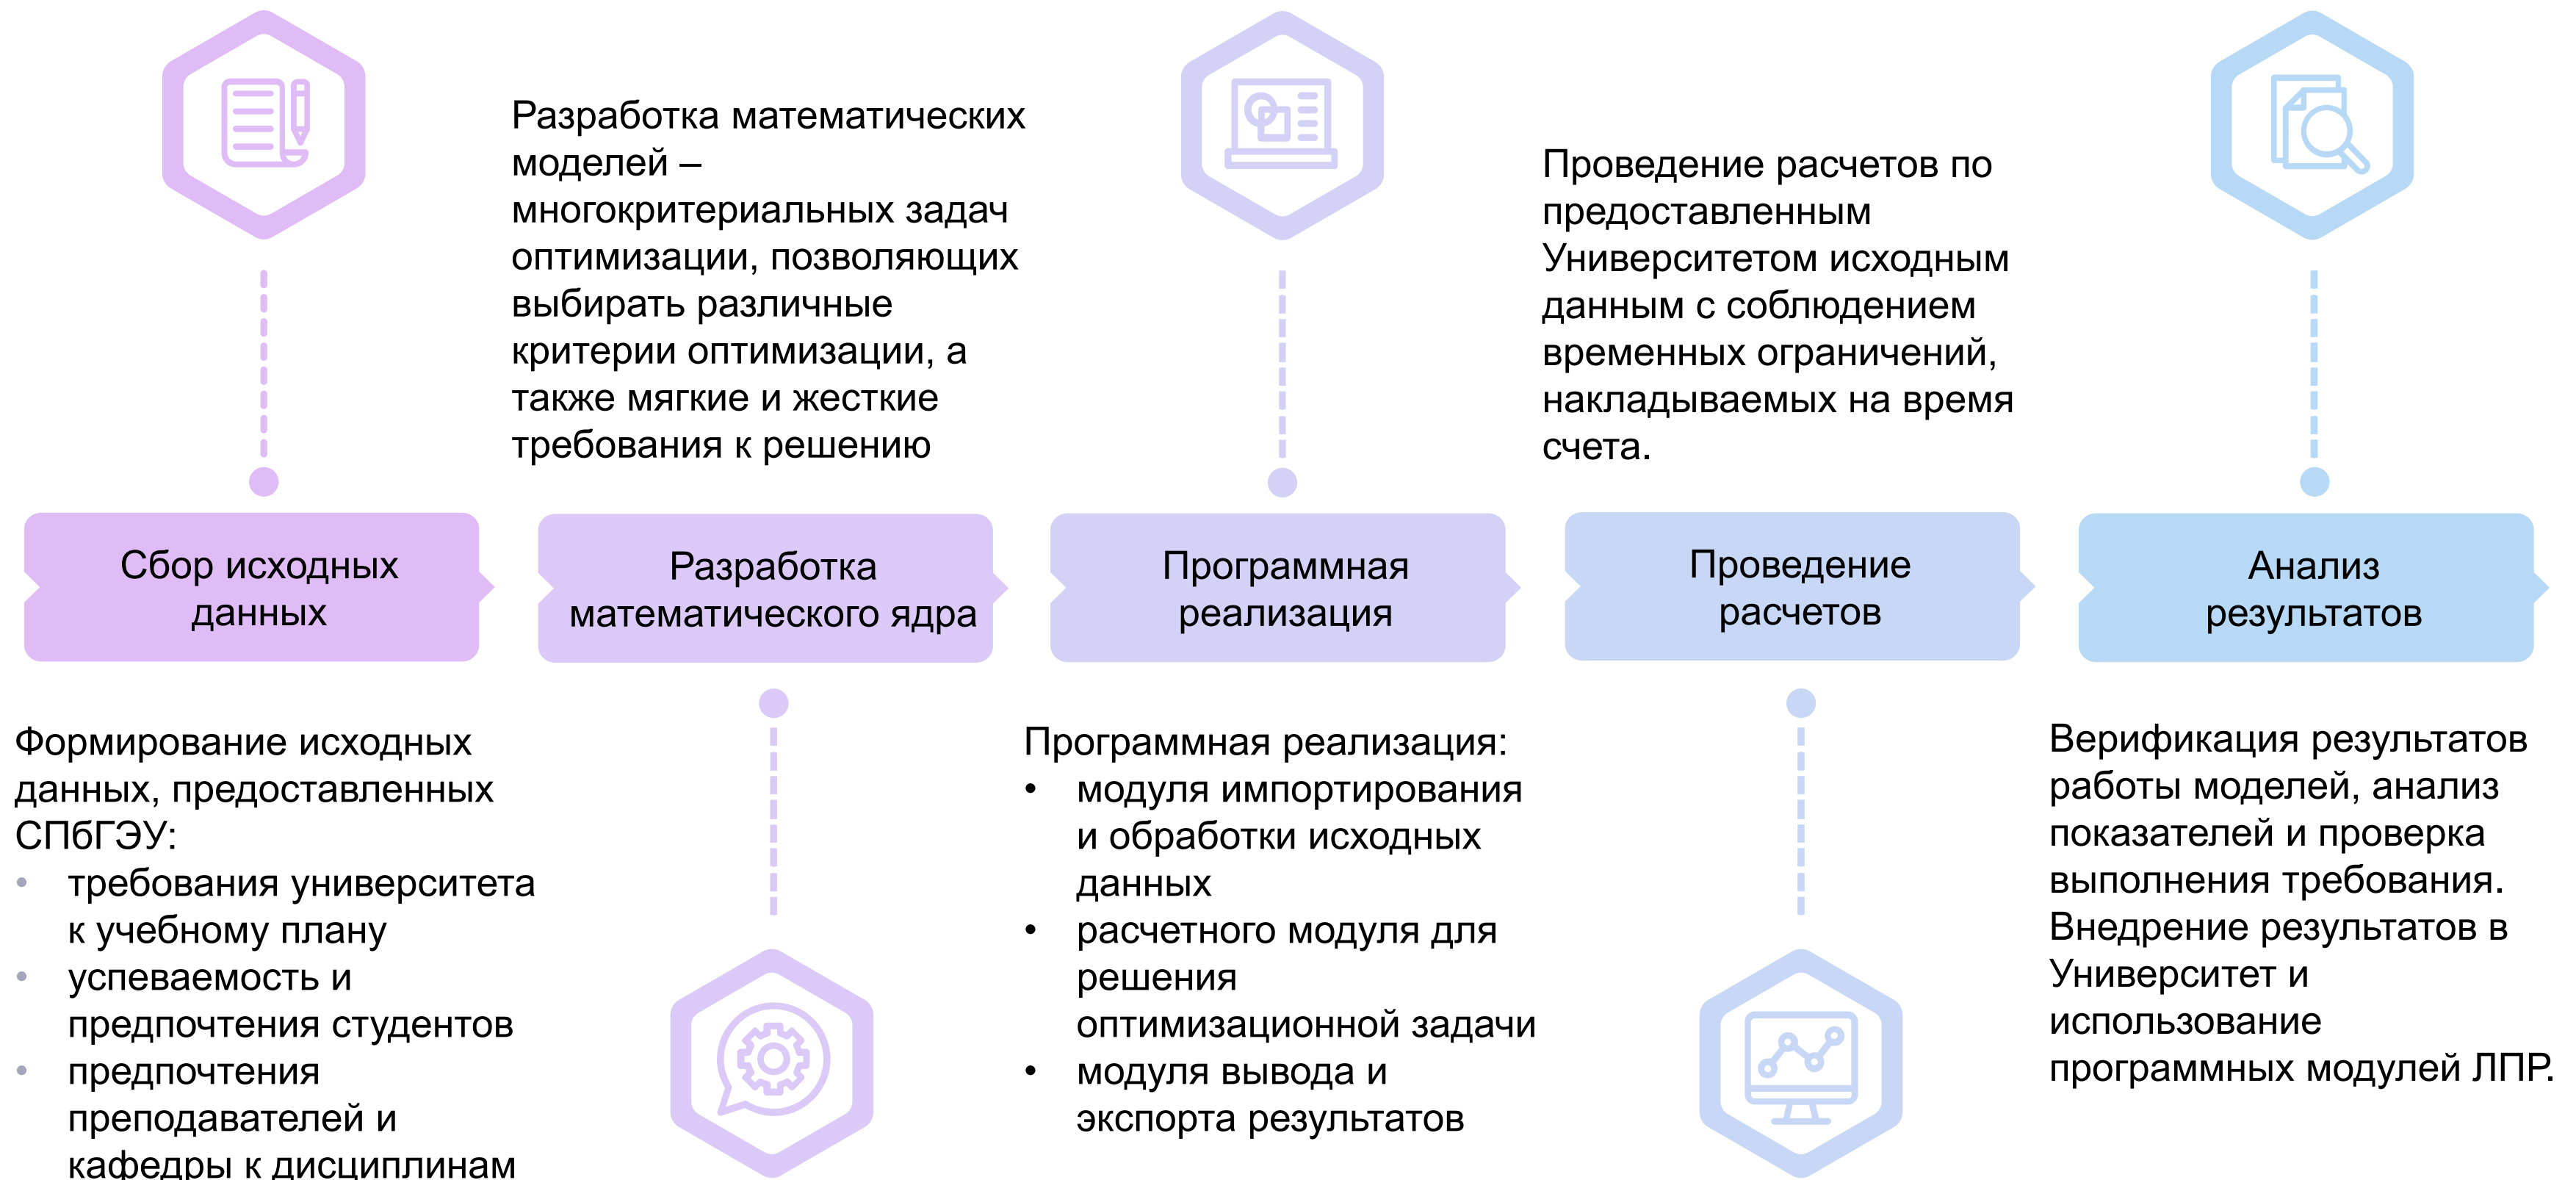 Разработка математических
моделей –
многокритериальных задач
оптимизации, позволяющих
выбирать различные
критерии оптимизации, а
также мягкие и жесткие
требования к решению
Проведение расчетов по
предоставленным
Университетом исходным
данным с соблюдением
временных ограничений,
накладываемых на время
счета.
Сбор исходных
данных
Разработка
математического ядра
Программная
реализация
Проведение
расчетов
Анализ
результатов
Формирование исходных
данных, предоставленных
СПбГЭУ:
• требования университета
к учебному плану
• успеваемость и
предпочтения студентов
• предпочтения
преподавателей и
кафедры к дисциплинам
Программная реализация:
• модуля импортирования
и обработки исходных
данных
• расчетного модуля для
решения
оптимизационной задачи
• модуля вывода и
экспорта результатов
Верификация результатов
работы моделей, анализ
показателей и проверка
выполнения требования.
Внедрение результатов в
Университет и
использование
программных модулей ЛПР.